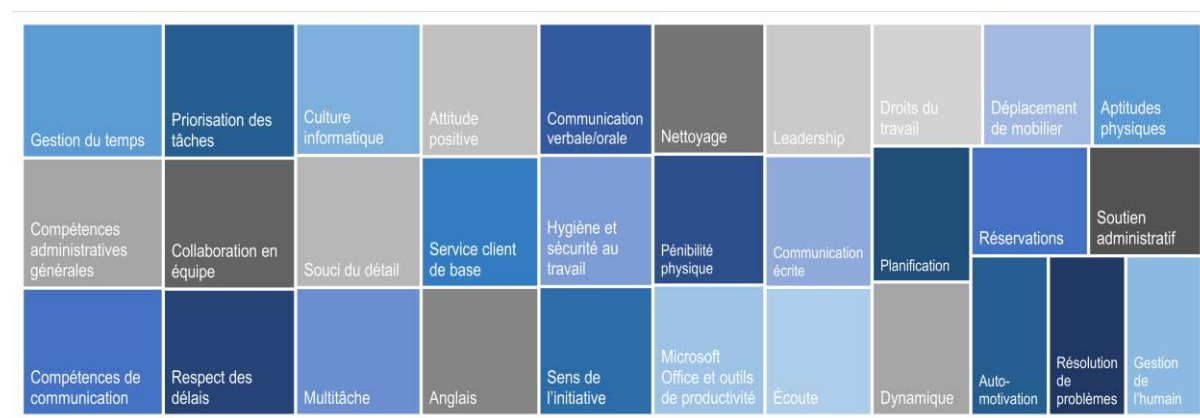 Gestion du temps
Priorisation des
tâches
Culture
informatique
Attitude
positive
Communication
verbale/orale
Nettoyage
Leadership
Droits du
travail
Déplacement
de mobilier
Aptitudes
physiques
Compétences
administratives
générales
Collaboration en
équipe
Souci du détail
Service client
de base
Hygiène et
sécurité au
travail
Pénibilité
physique
Communication
écrite
Planification
Réservations
Soutien
administratif
Compétences de
communication
Respect des
délais
Multitâche
Anglais
Sens de
l'initiative
Microsoft
Office et outils
de productivité
Écoute
Dynamique
Auto-
motivation
Résolution
de
problèmes
Gestion
de
l'humain